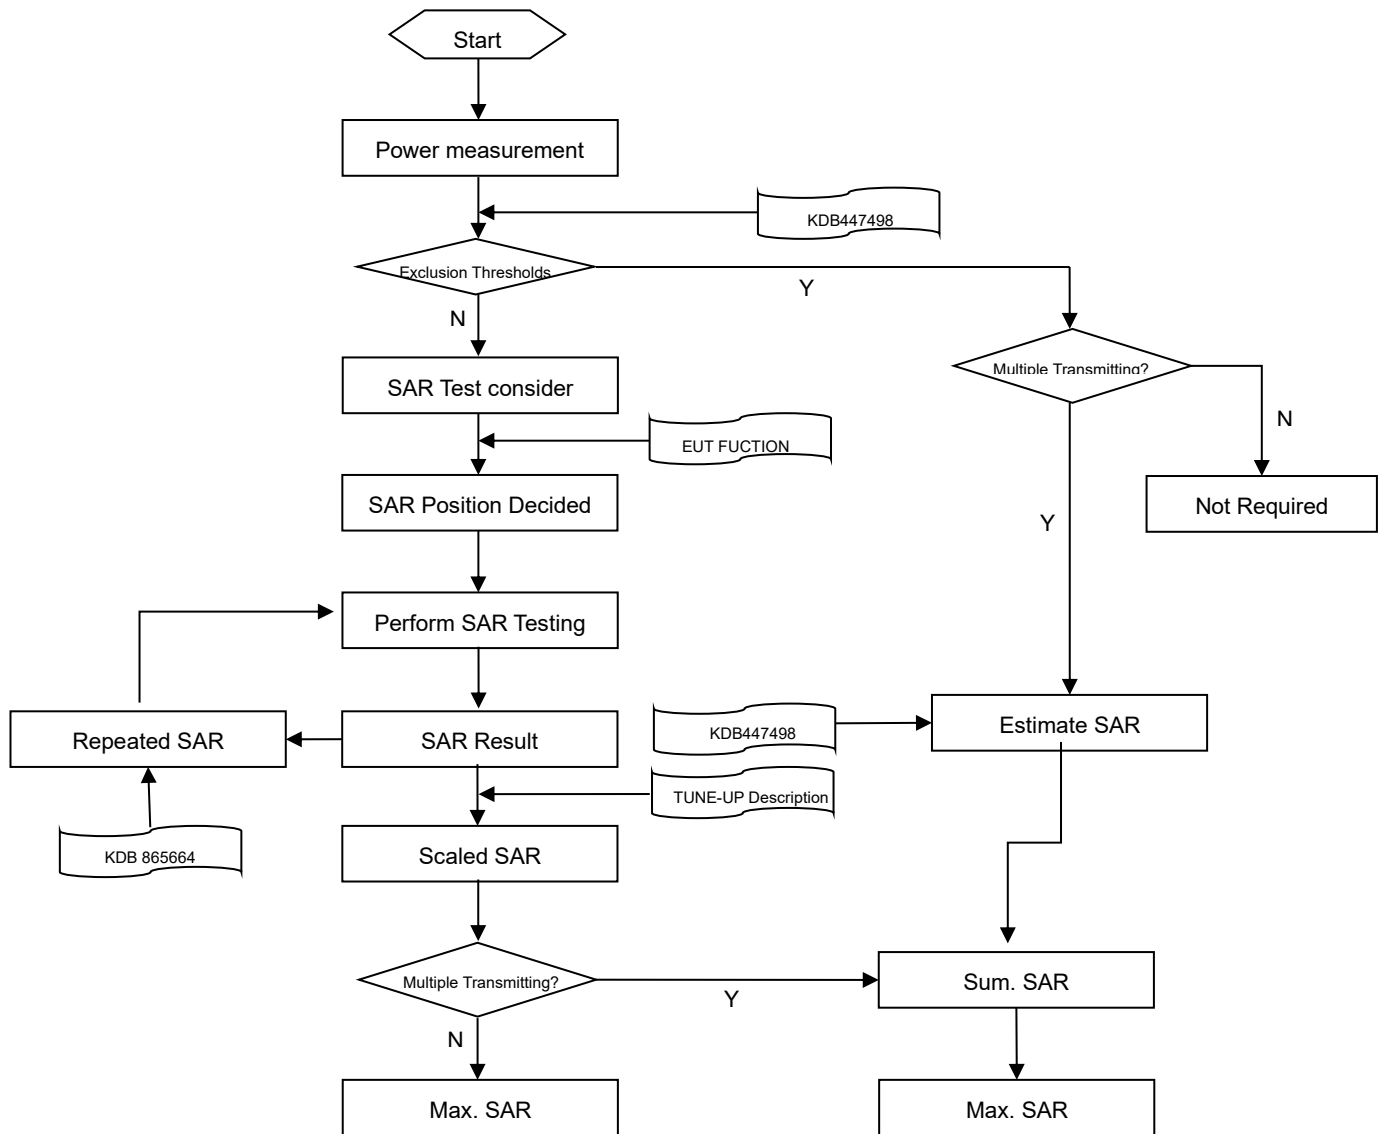 Start
Power measurement
KDB447498
Exclusion Thresholds
Y
N
Multiple Transmitting?
SAR Test consider
N
EUT FUCTION
SAR Position Decided
Not Required
Y
Perform SAR Testing
Repeated SAR
SAR Result
KDB447498
Estimate SAR
TUNE-UP Description
KDB 865664
Scaled SAR
Multiple Transmitting?
Y
Sum. SAR
N
Max. SAR
Max. SAR